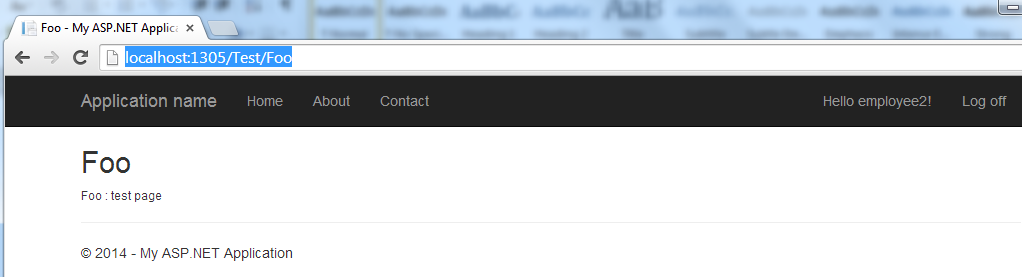 Foo - My ASP.NET Applica
localhost:1305/Test/Foo
Application name Home About Contact Hello employee2! Log off
Foo
Foo : test page
© 2014 - My ASP.NET Application